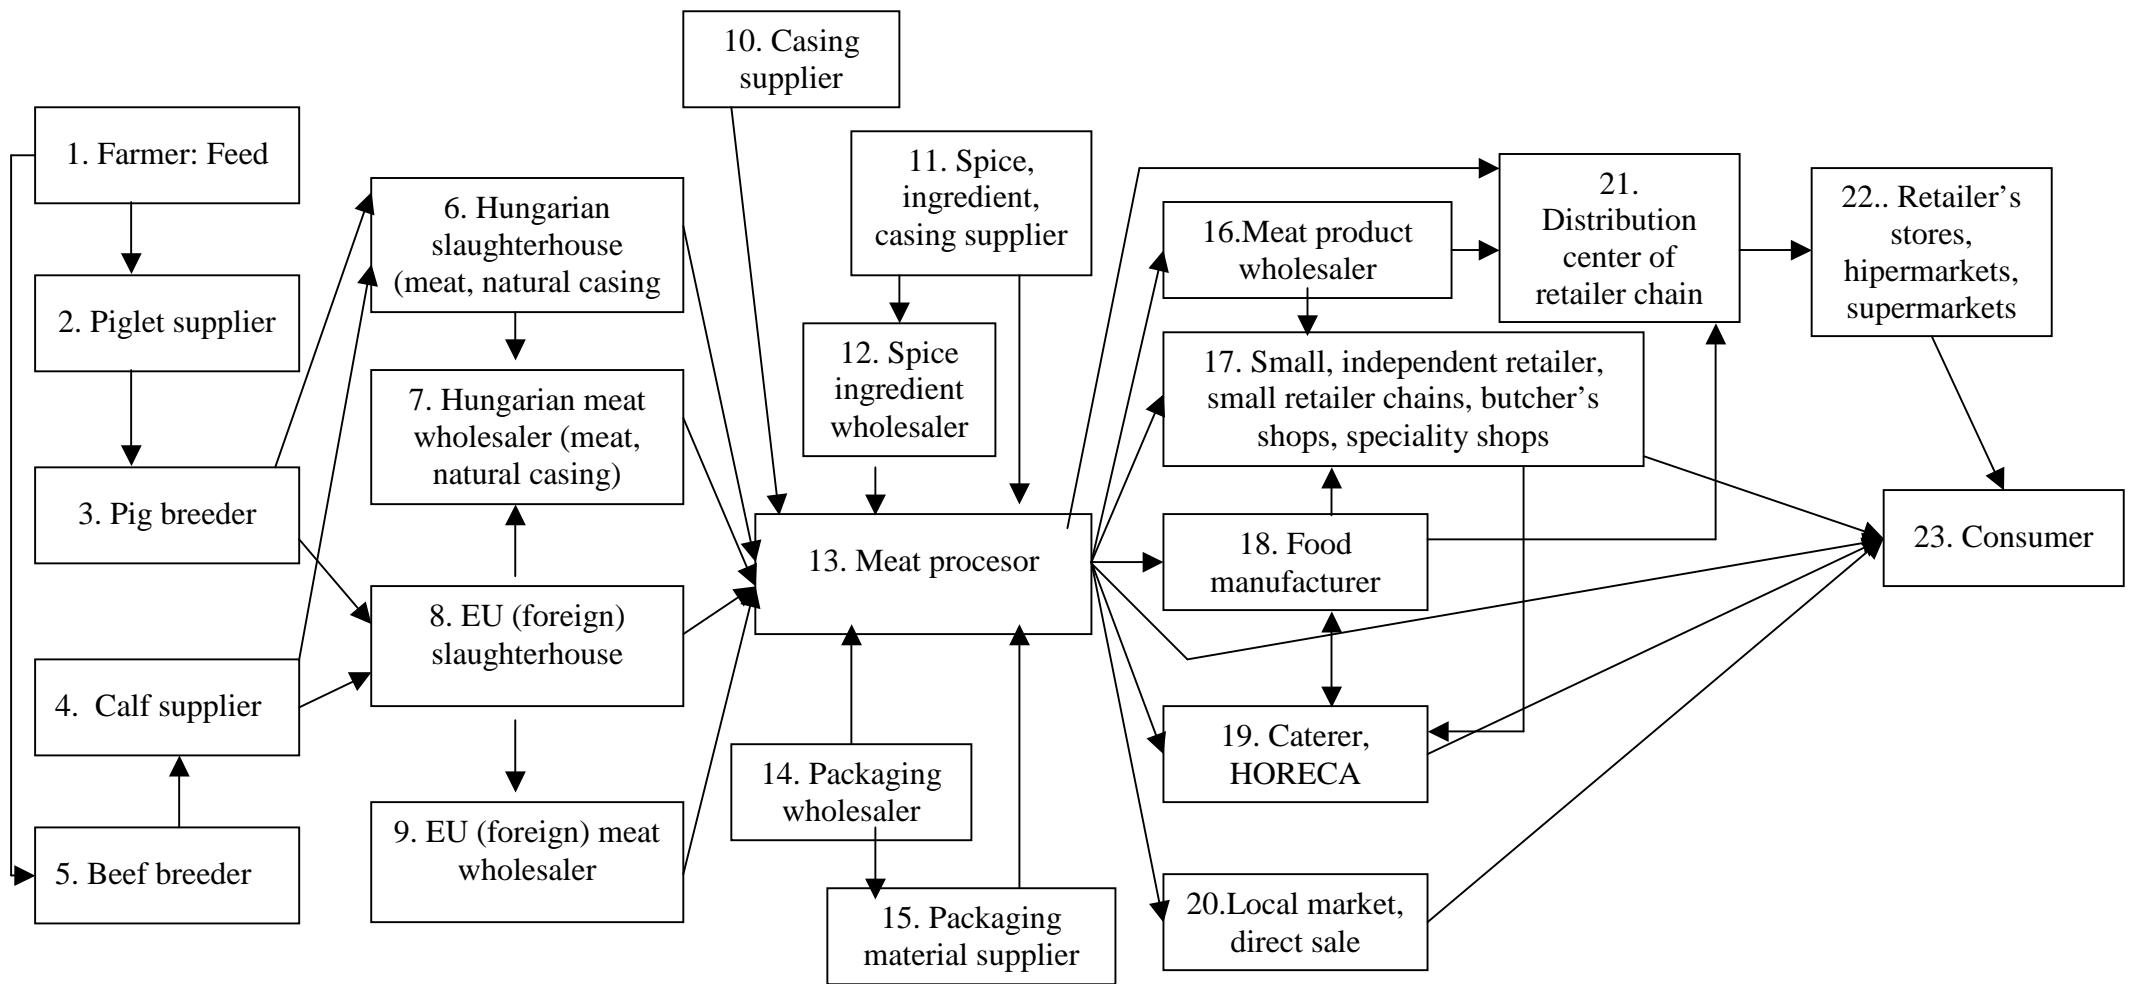 1. Farmer: Feed
2. Piglet supplier
3. Pig breeder
4.  Calf supplier
5. Beef breeder
6. Hungarian
slaughterhouse
(meat, natural casing
7. Hungarian meat
wholesaler (meat,
natural casing)
8. EU (foreign)
slaughterhouse
9. EU (foreign) meat
wholesaler
10. Casing
supplier
11. Spice,
ingredient,
casing supplier
12. Spice
ingredient
wholesaler
13. Meat procesor
14. Packaging
wholesaler
15. Packaging
material supplier
16.Meat product
wholesaler
17. Small, independent retailer,
small retailer chains, butcher’s
shops, speciality shops
18. Food
manufacturer
19. Caterer,
HORECA
20.Local market,
direct sale
21.
Distribution
center of
retailer chain
22.. Retailer’s
stores,
hipermarkets,
supermarkets
23. Consumer